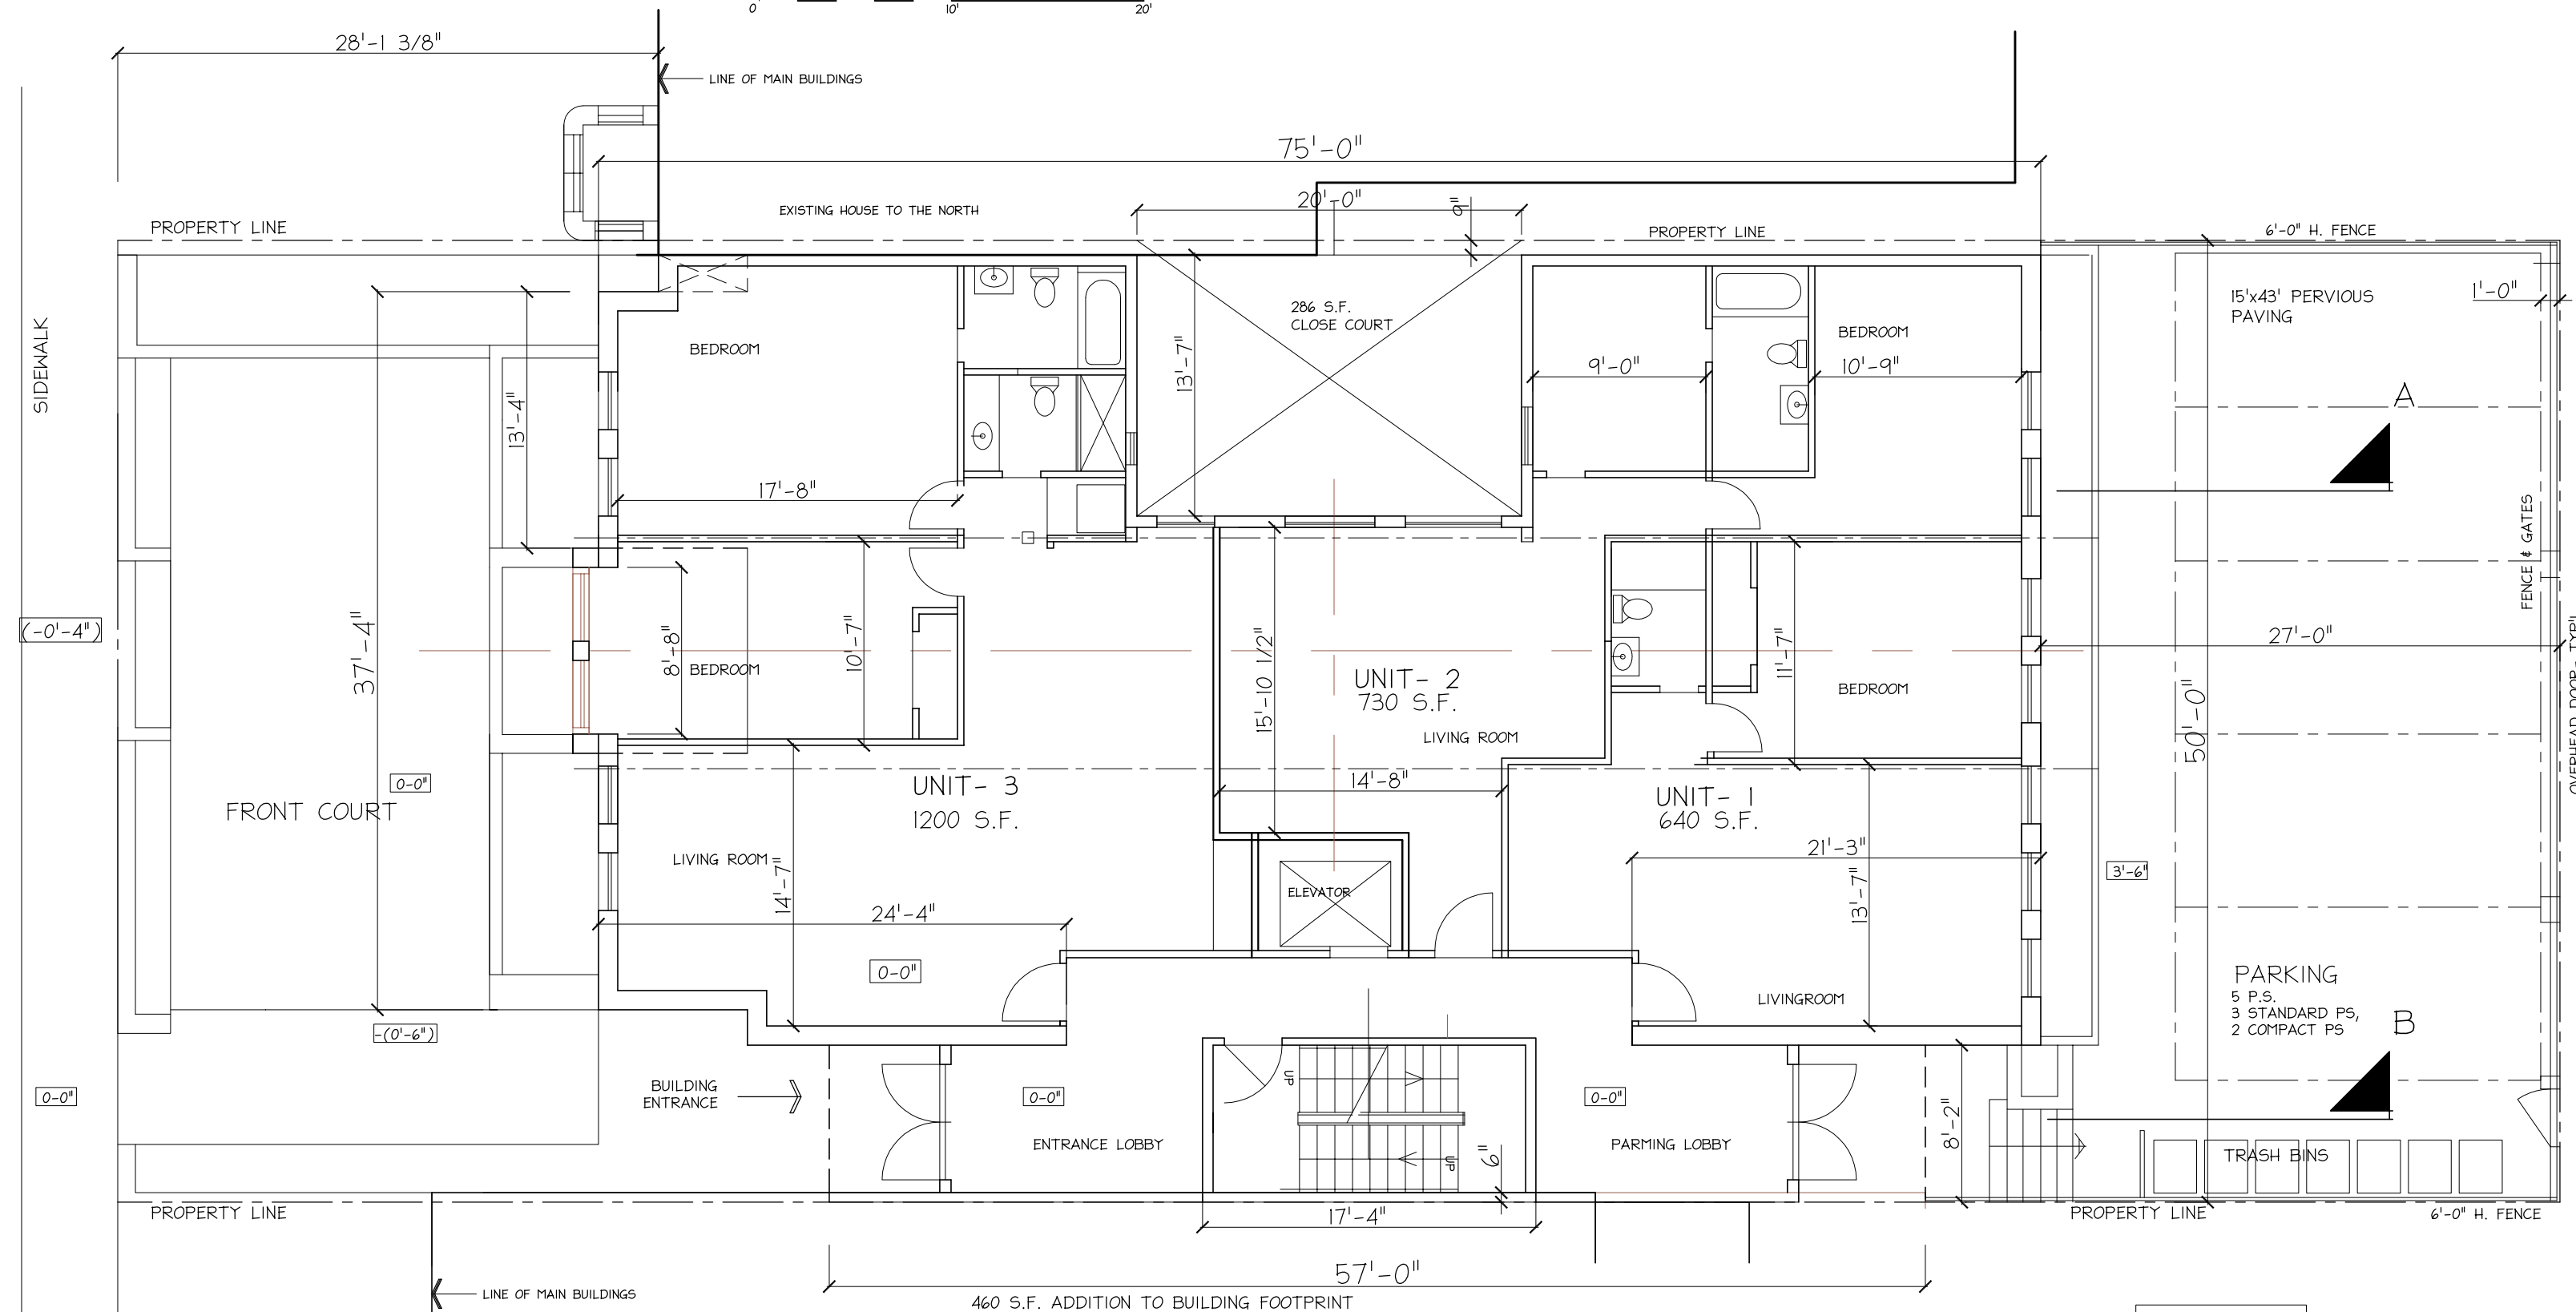 0' 10' 20'
28'-1 3/8"
LINE OF MAIN BUILDINGS
75'-0"
EXISTING HOUSE TO THE NORTH
20'-0"
9"
PROPERTY LINE
PROPERTY LINE
6'-0" H. FENCE
SIDEWALK
15'x43' PERVIOUS
PAVING
1'-0"
286 S.F.
CLOSE COURT
BEDROOM
BEDROOM
13'-4"
13'-7"
9'-0"
10'-9"
A
17'-8"
FENCE & GATES
(-0'-4")
37'-4"
8'-8"
BEDROOM
10'-7"
15'-10 1/2"
UNIT- 2
730 S.F.
LIVING ROOM
11'-7"
BEDROOM
27'-0"
50'-0"
OVERHEAD DOOR- TYP'L
0-0"
FRONT COURT
UNIT- 3
1200 S.F.
14'-8"
UNIT- 1
640 S.F.
LIVING ROOM
14'-7"
24'-4"
ELEVATOR
21'-3"
13'-7"
3'-6"
0-0"
LIVINGROOM
PARKING
5 P.S.
3 STANDARD PS,
2 COMPACT PS
B
-(0'-6")
0-0"
BUILDING
ENTRANCE
0-0"
UP
0-0"
ENTRANCE LOBBY
UP
6"
PARMING LOBBY
8'-2"
TRASH BINS
PROPERTY LINE
17'-4"
PROPERTY LINE
6'-0" H. FENCE
57'-0"
LINE OF MAIN BUILDINGS
460 S.F. ADDITION TO BUILDING FOOTPRINT